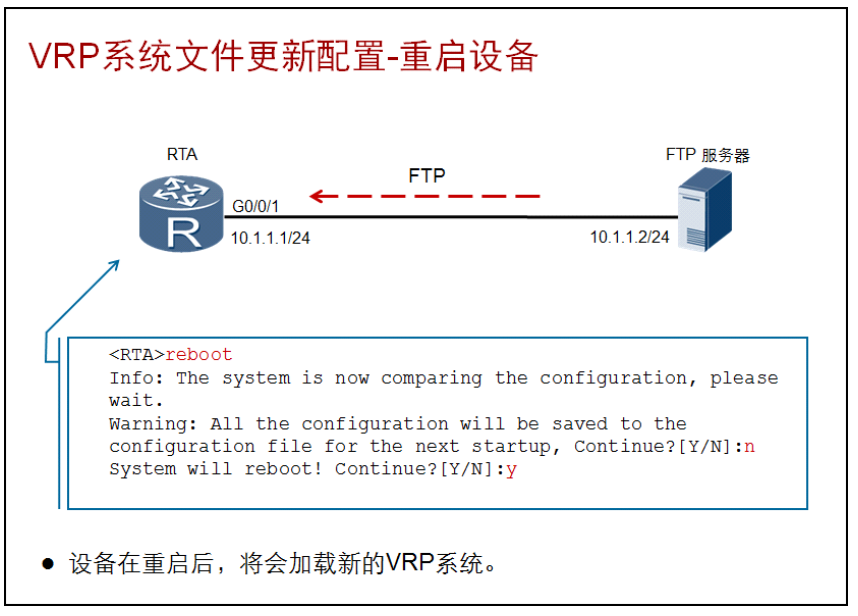 VRP系统文件更新配置-重启设备
RTA
FTP 服务器
FTP
G0/0/1
R
10.1.1.1/24
10.1.1.2/24
<RTA>reboot
Info: The system is now comparing the configuration, please
wait.
Warning: All the configuration will be saved to the
configuration file for the next startup, Continue?[Y/N]:n
System will reboot! Continue?[Y/N]:y
● 设备在重启后，将会加载新的VRP系统。